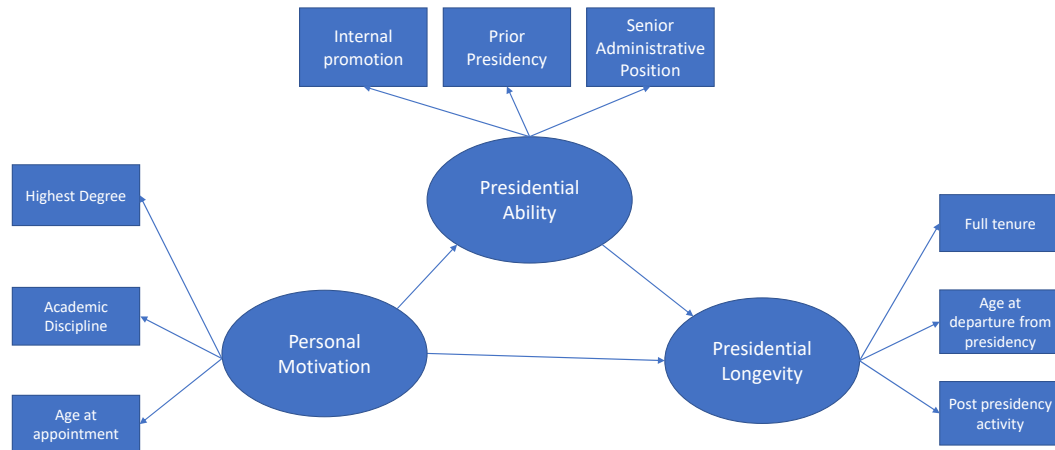 Internal
promotion
Prior
Presidency
Senior
Administrative
Position
Highest Degree
Presidential
Ability
Full tenure
Academic
Discipline
Personal
Motivation
Presidential
Longevity
Age at
departure from
presidency
Age at
appointment
Post presidency
activity